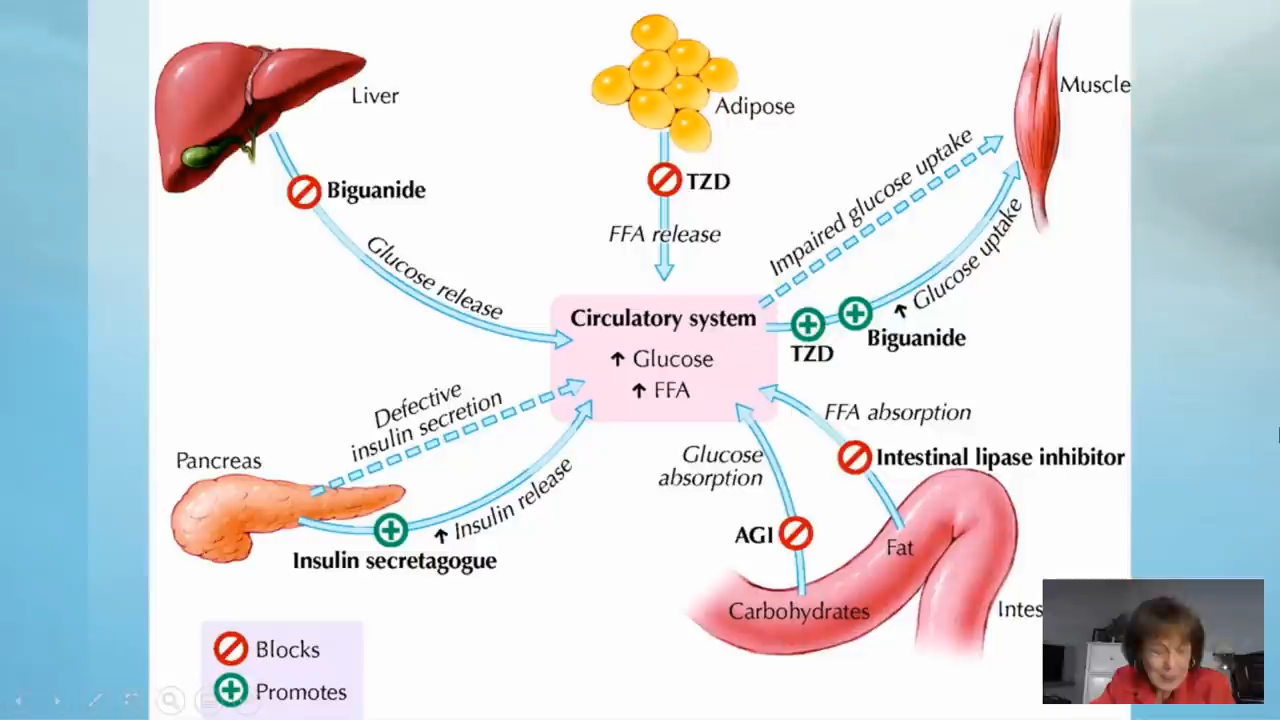 Liver
Adipose
Muscle
Biguanide
TZD
Glucose release
FFA release
Impaired glucose uptake
↑ Glucose uptake
Circulatory system
↑ Glucose
↑ FFA
TZD
Biguanide
Defective
insulin secretion
Pancreas
↑ Insulin release
Insulin secretagogue
FFA absorption
Glucose
absorption
Intestinal lipase inhibitor
AGI
Fat
Carbohydrates
Intes
Blocks
Promotes